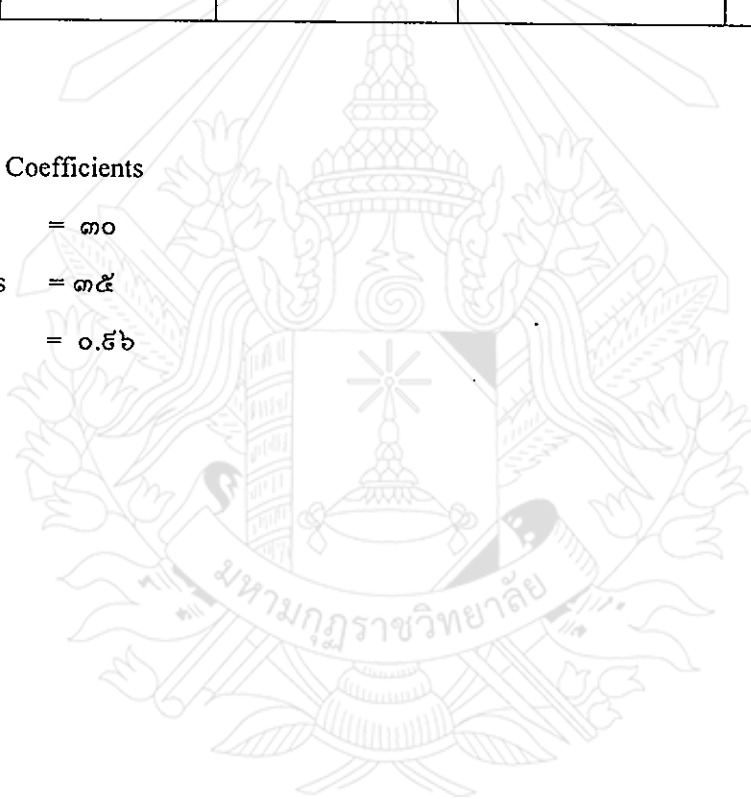 Coefficients
= ๓๐
s = ๓๕
= ๐.๙๖
มหามกุฏราชวิทยาลัย